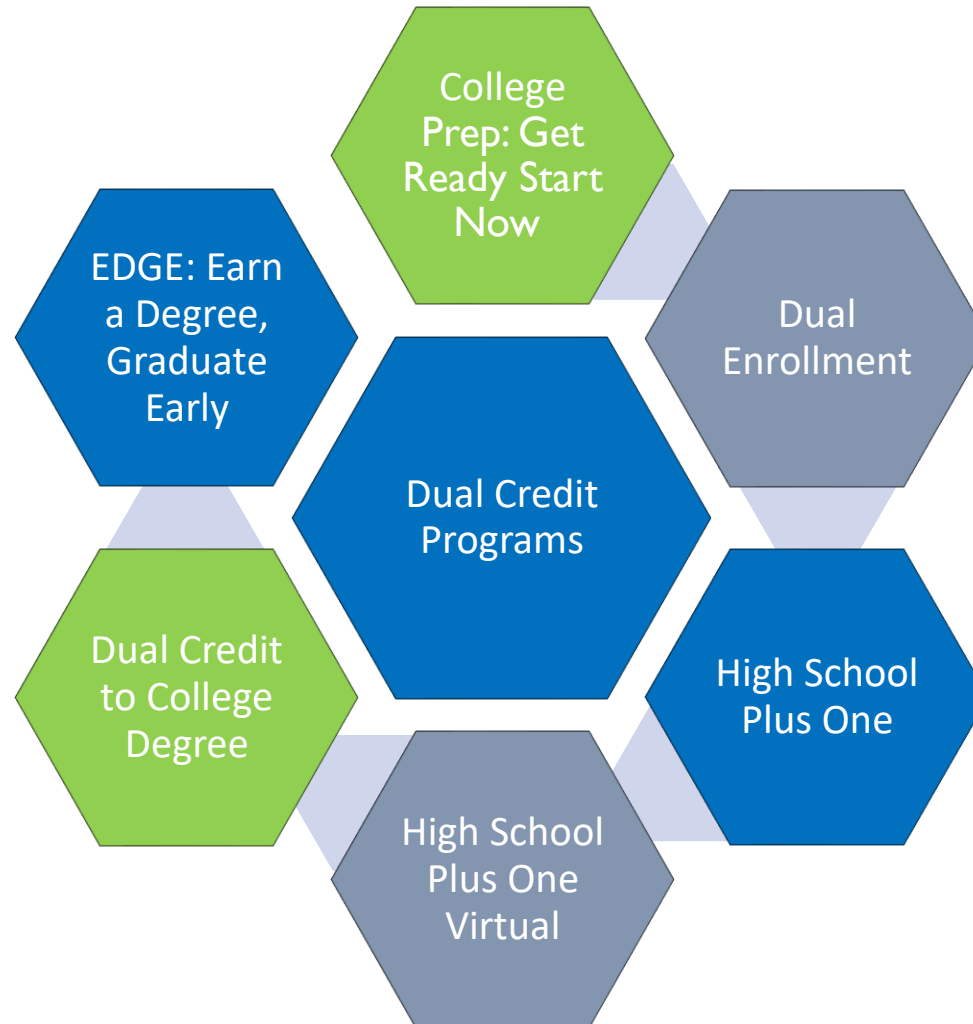 College
Prep: Get
Ready Start
Now
EDGE: Earn
a Degree,
Graduate
Early
Dual
Enrollment
Dual Credit
Programs
Dual Credit
to College
Degree
High School
Plus One
High School
Plus One
Virtual